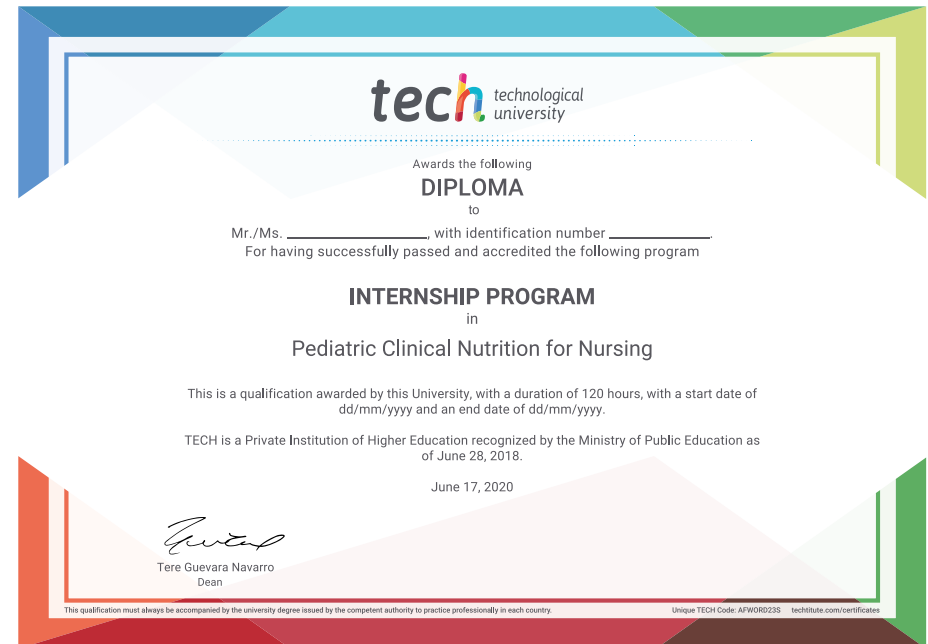 tech technological
university
Awards the following
DIPLOMA
to
Mr./Ms. ____________, with identification number ____________.
For having successfully passed and accredited the following program
INTERNSHIP PROGRAM
in
Pediatric Clinical Nutrition for Nursing
This is a qualification awarded by this University, with a duration of 120 hours, with a start date of
dd/mm/yyyy and an end date of dd/mm/yyyy.
TECH is a Private Institution of Higher Education recognized by the Ministry of Public Education as
of June 28, 2018.
June 17, 2020
Tere Guevara Navarro
Dean
This qualification must always be accompanied by the university degree issued by the competent authority to practice professionally in each country.
Unique TECH Code: AFWORD23S techtitute.com/certificates